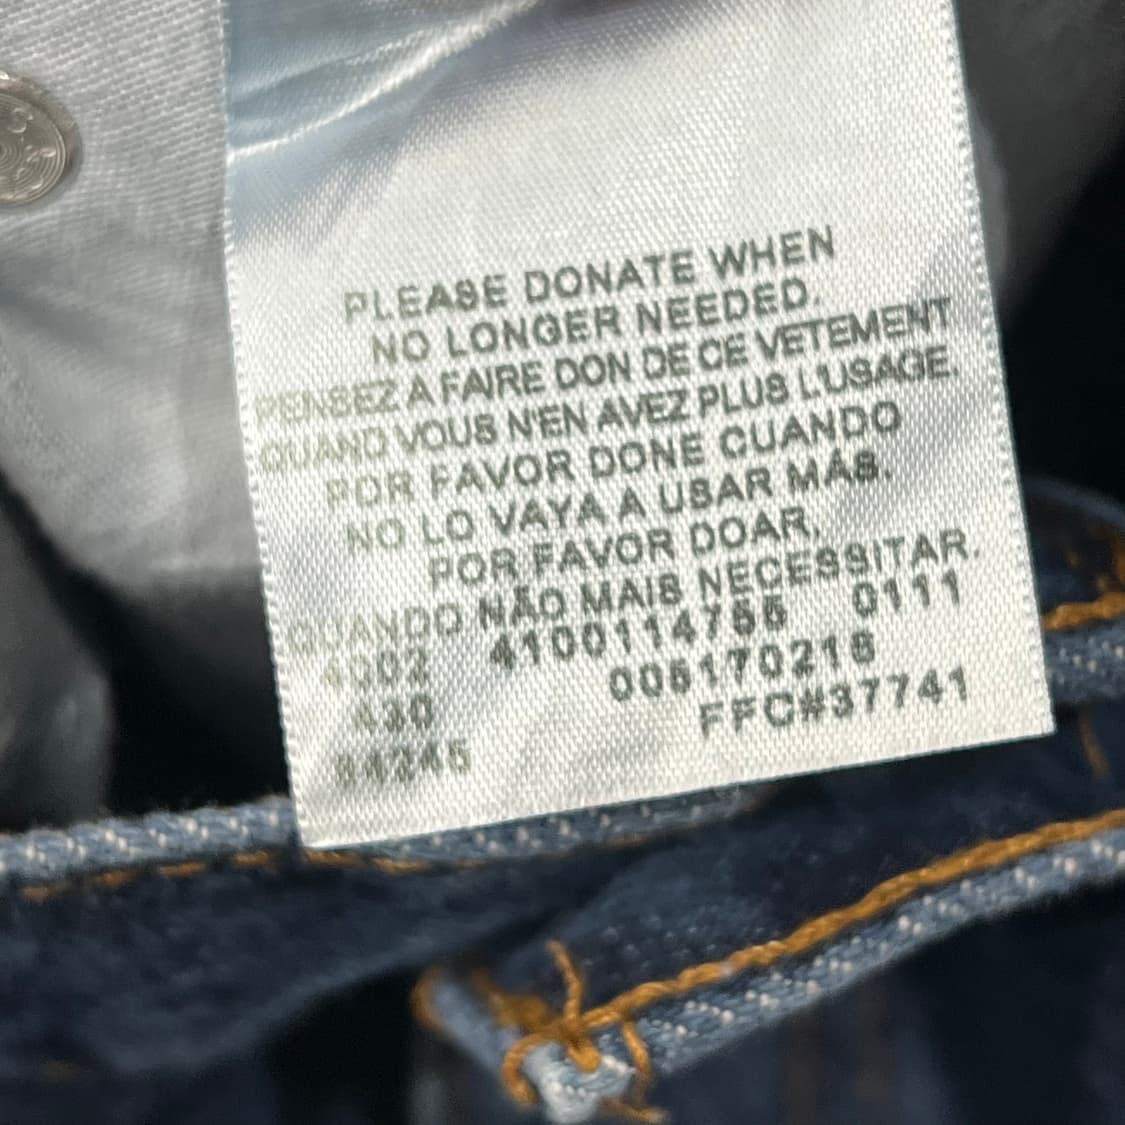 PLEASE DONATE WHEN
NO LONGER NEEDED.
PENSEZ A FAIRE DON DE CE VETEMENT
QUAND VOUS N'EN AVEZ PLUS L'USAGE.
POR FAVOR DONE CUANDO
NO LO VAYA A USAR MÁS.
POR FAVOR DOAR,
QUANDO NÃO MAIS NECESSITAR.
4002 0111
430 005170218
FFC#37741